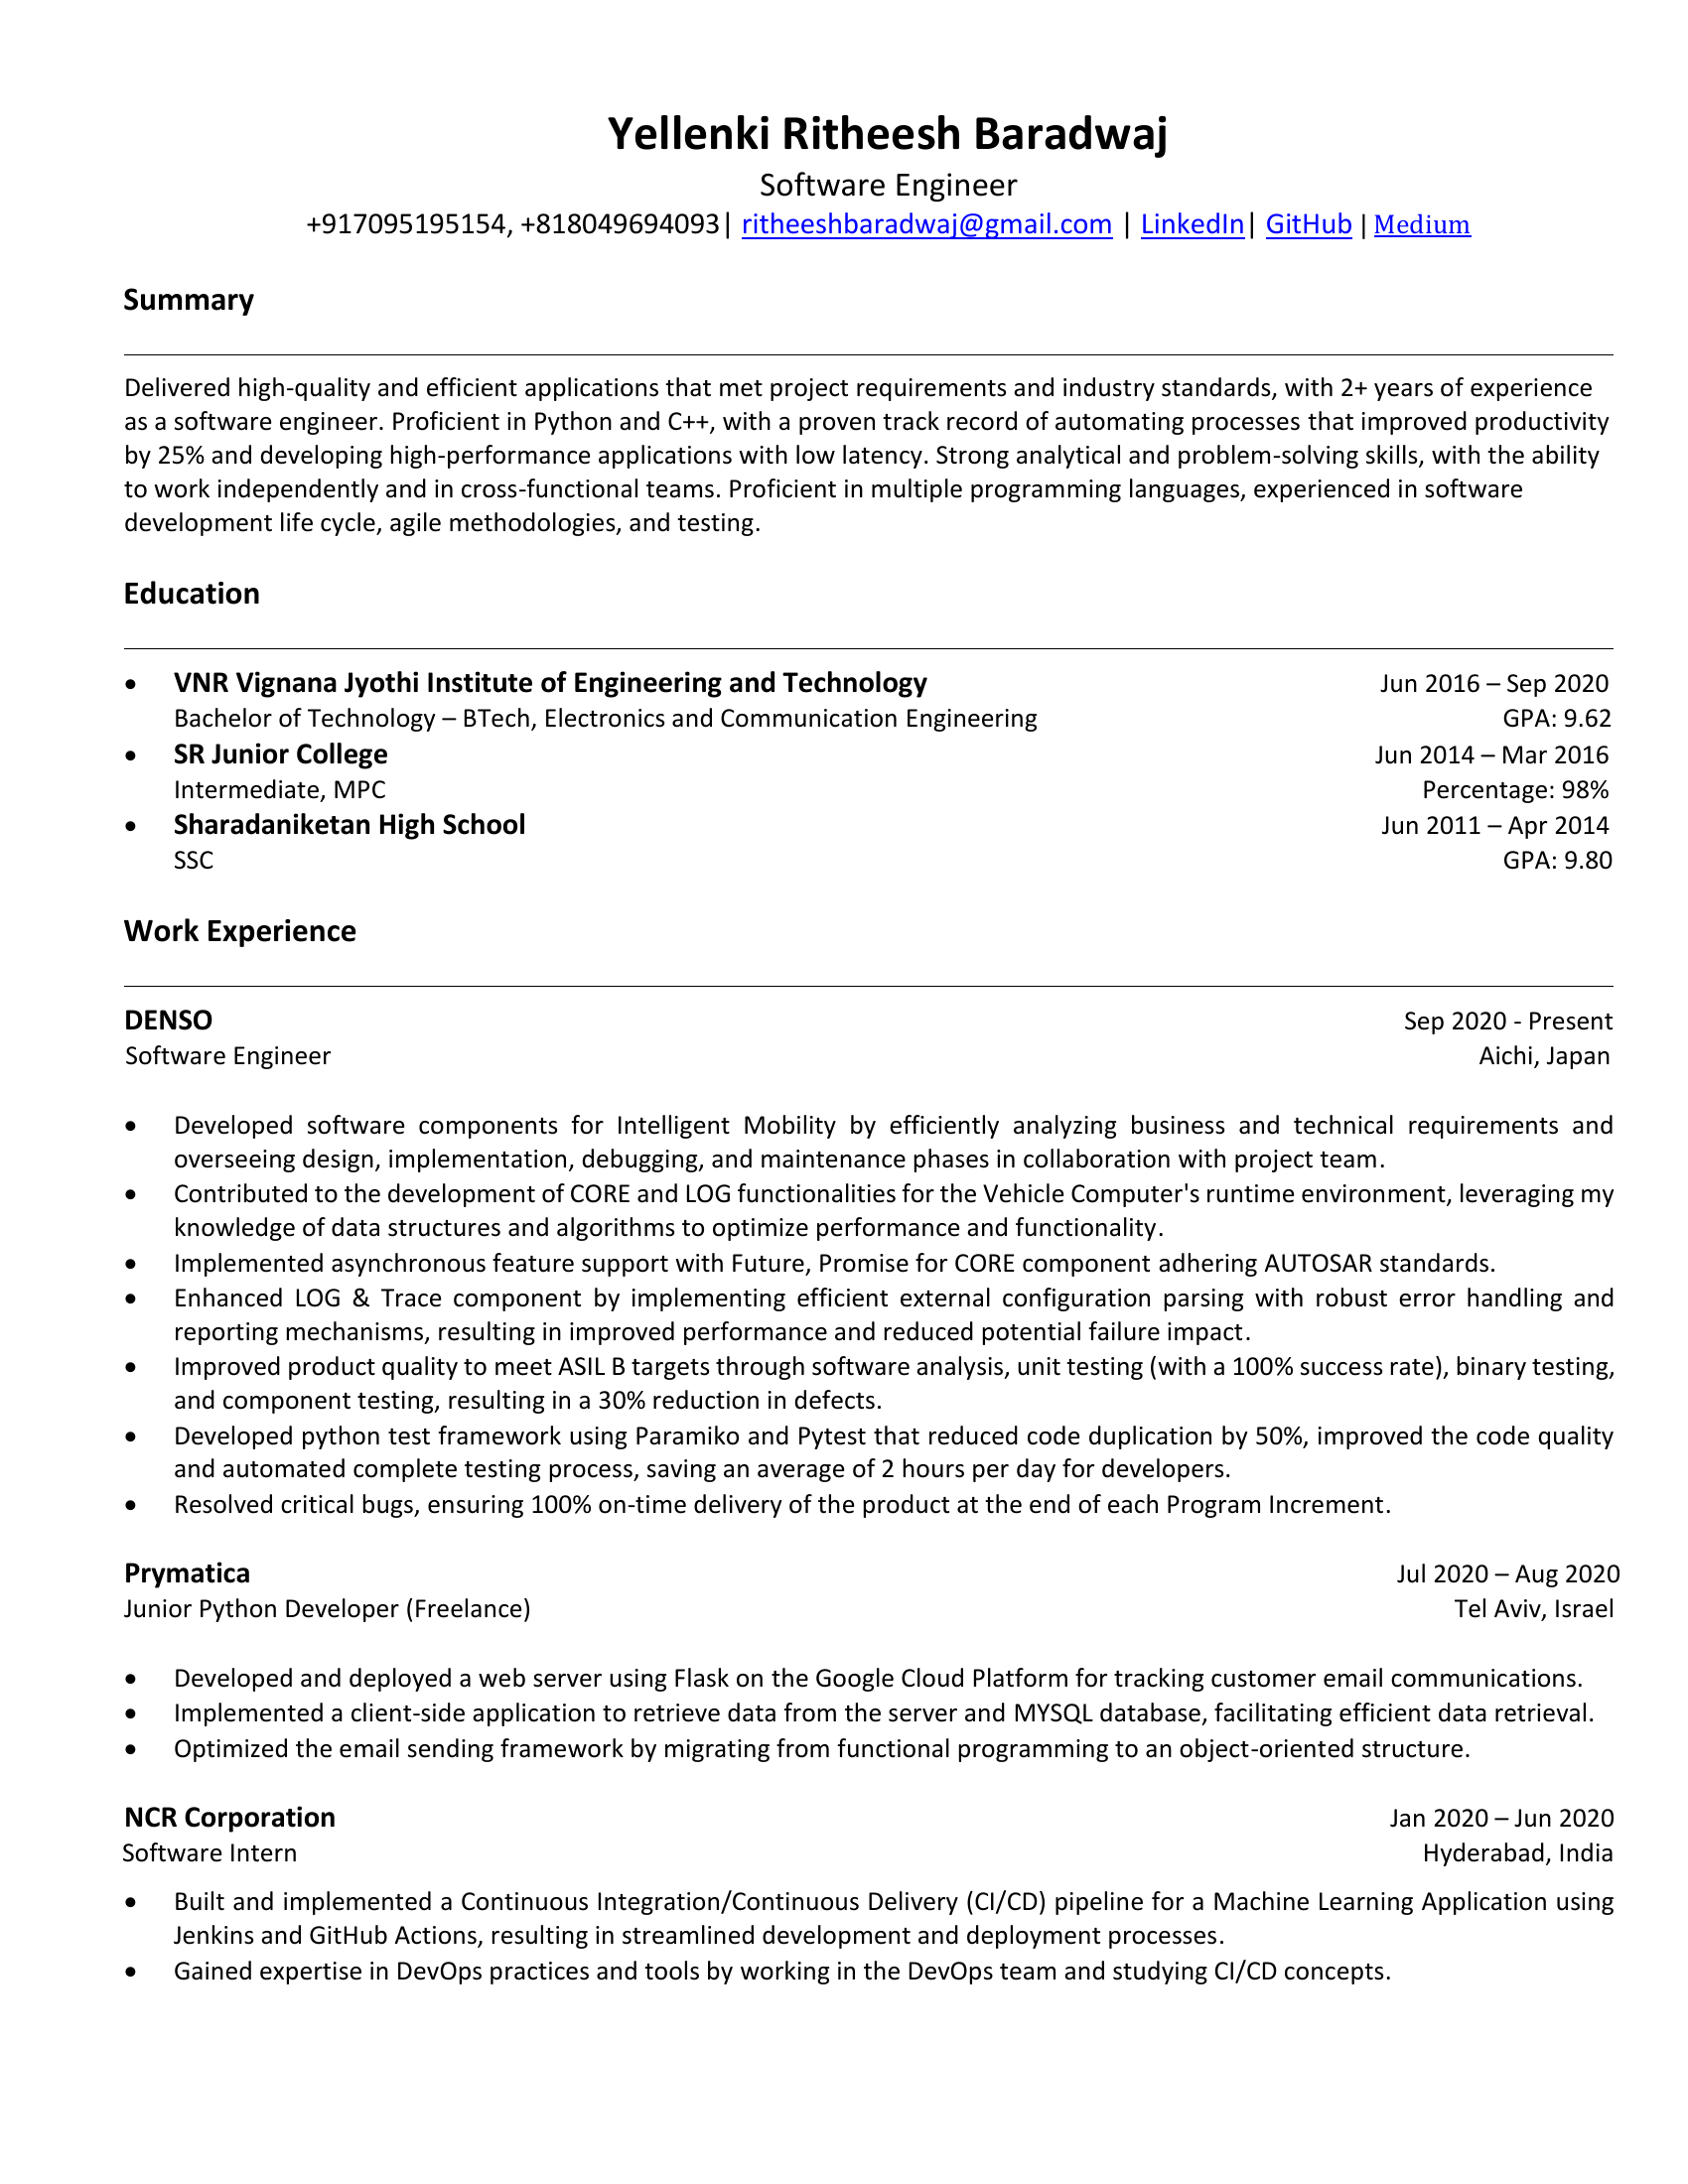 Yellenki Ritheesh Baradwaj
Software Engineer
+917095195154, +818049694093| ritheeshbaradwaj@gmail.com | LinkedIn| GitHub | Medium
Summary
Delivered high-quality and efficient applications that met project requirements and industry standards, with 2+ years of experience
as a software engineer. Proficient in Python and C++, with a proven track record of automating processes that improved productivity
by 25% and developing high-performance applications with low latency. Strong analytical and problem-solving skills, with the ability
to work independently and in cross-functional teams. Proficient in multiple programming languages, experienced in software
development life cycle, agile methodologies, and testing.
Education
• VNR Vignana Jyothi Institute of Engineering and Technology Jun 2016 – Sep 2020
Bachelor of Technology – BTech, Electronics and Communication Engineering GPA: 9.62
• SR Junior College Jun 2014 – Mar 2016
Intermediate, MPC Percentage: 98%
• Sharadaniketan High School Jun 2011 – Apr 2014
SSC GPA: 9.80
Work Experience
DENSO Sep 2020 - Present
Software Engineer Aichi, Japan
• Developed software components for Intelligent Mobility by efficiently analyzing business and technical requirements and
overseeing design, implementation, debugging, and maintenance phases in collaboration with project team.
• Contributed to the development of CORE and LOG functionalities for the Vehicle Computer's runtime environment, leveraging my
knowledge of data structures and algorithms to optimize performance and functionality.
• Implemented asynchronous feature support with Future, Promise for CORE component adhering AUTOSAR standards.
• Enhanced LOG & Trace component by implementing efficient external configuration parsing with robust error handling and
reporting mechanisms, resulting in improved performance and reduced potential failure impact.
• Improved product quality to meet ASIL B targets through software analysis, unit testing (with a 100% success rate), binary testing,
and component testing, resulting in a 30% reduction in defects.
• Developed python test framework using Paramiko and Pytest that reduced code duplication by 50%, improved the code quality
and automated complete testing process, saving an average of 2 hours per day for developers.
• Resolved critical bugs, ensuring 100% on-time delivery of the product at the end of each Program Increment.
Prymatica Jul 2020 – Aug 2020
Junior Python Developer (Freelance) Tel Aviv, Israel
• Developed and deployed a web server using Flask on the Google Cloud Platform for tracking customer email communications.
• Implemented a client-side application to retrieve data from the server and MYSQL database, facilitating efficient data retrieval.
• Optimized the email sending framework by migrating from functional programming to an object-oriented structure.
NCR Corporation Jan 2020 – Jun 2020
Software Intern Hyderabad, India
• Built and implemented a Continuous Integration/Continuous Delivery (CI/CD) pipeline for a Machine Learning Application using
Jenkins and GitHub Actions, resulting in streamlined development and deployment processes.
• Gained expertise in DevOps practices and tools by working in the DevOps team and studying CI/CD concepts.